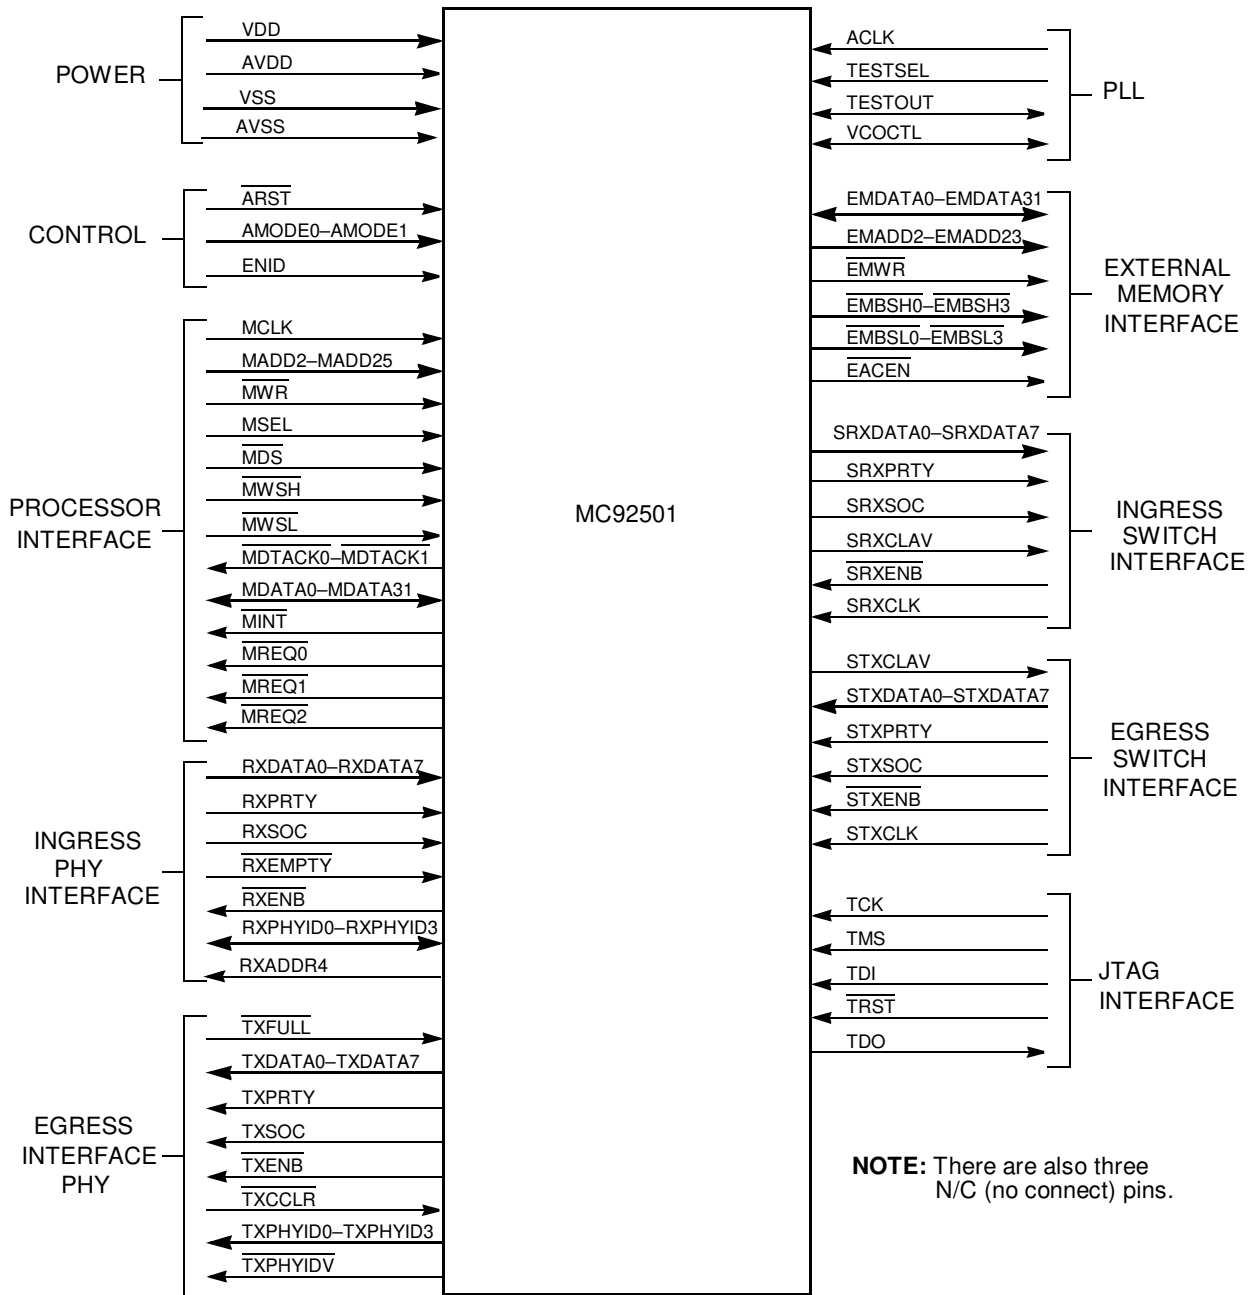 POWER
VDD
AVDD
VSS
AVSS
CONTROL
ARST
AMODE0–AMODE1
ENID
PROCESSOR
INTERFACE
MCLK
MADD2–MADD25
MWR
MSEL
MDS
MWSH
MWSL
MDTACK0–MDTACK1
MDATA0–MDATA31
MINT
MREQ0
MREQ1
MREQ2
INGRESS
PHY
INTERFACE
RXDATA0–RXDATA7
RXPRTY
RXSOC
RXEMPTY
RXENB
RXPHYID0–RXPHYID3
RXADDR4
EGRESS
INTERFACE
PHY
TXFULL
TXDATA0–TXDATA7
TXPRTY
TXSOC
TXENB
TXCCLR
TXPHYID0–TXPHYID3
TXPHYIDV
MC92501
ACLK
TESTSEL
TESTOUT
VCOCTL
PLL
EMDATA0–EMDATA31
EMADD2–EMADD23
EMWR
EMBSH0–EMBSH3
EMBSL0–EMBSL3
EACEN
EXTERNAL
MEMORY
INTERFACE
SRXDATA0–SRXDATA7
SRXPRTY
SRXSOC
SRXCLAV
SRXENB
SRXCLK
INGRESS
SWITCH
INTERFACE
STXCLAV
STXDATA0–STXDATA7
STXPRTY
STXSOC
STXENB
STXCLK
EGRESS
SWITCH
INTERFACE
TCK
TMS
TDI
TRST
TDO
JTAG
INTERFACE
NOTE: There are also three
N/C (no connect) pins.